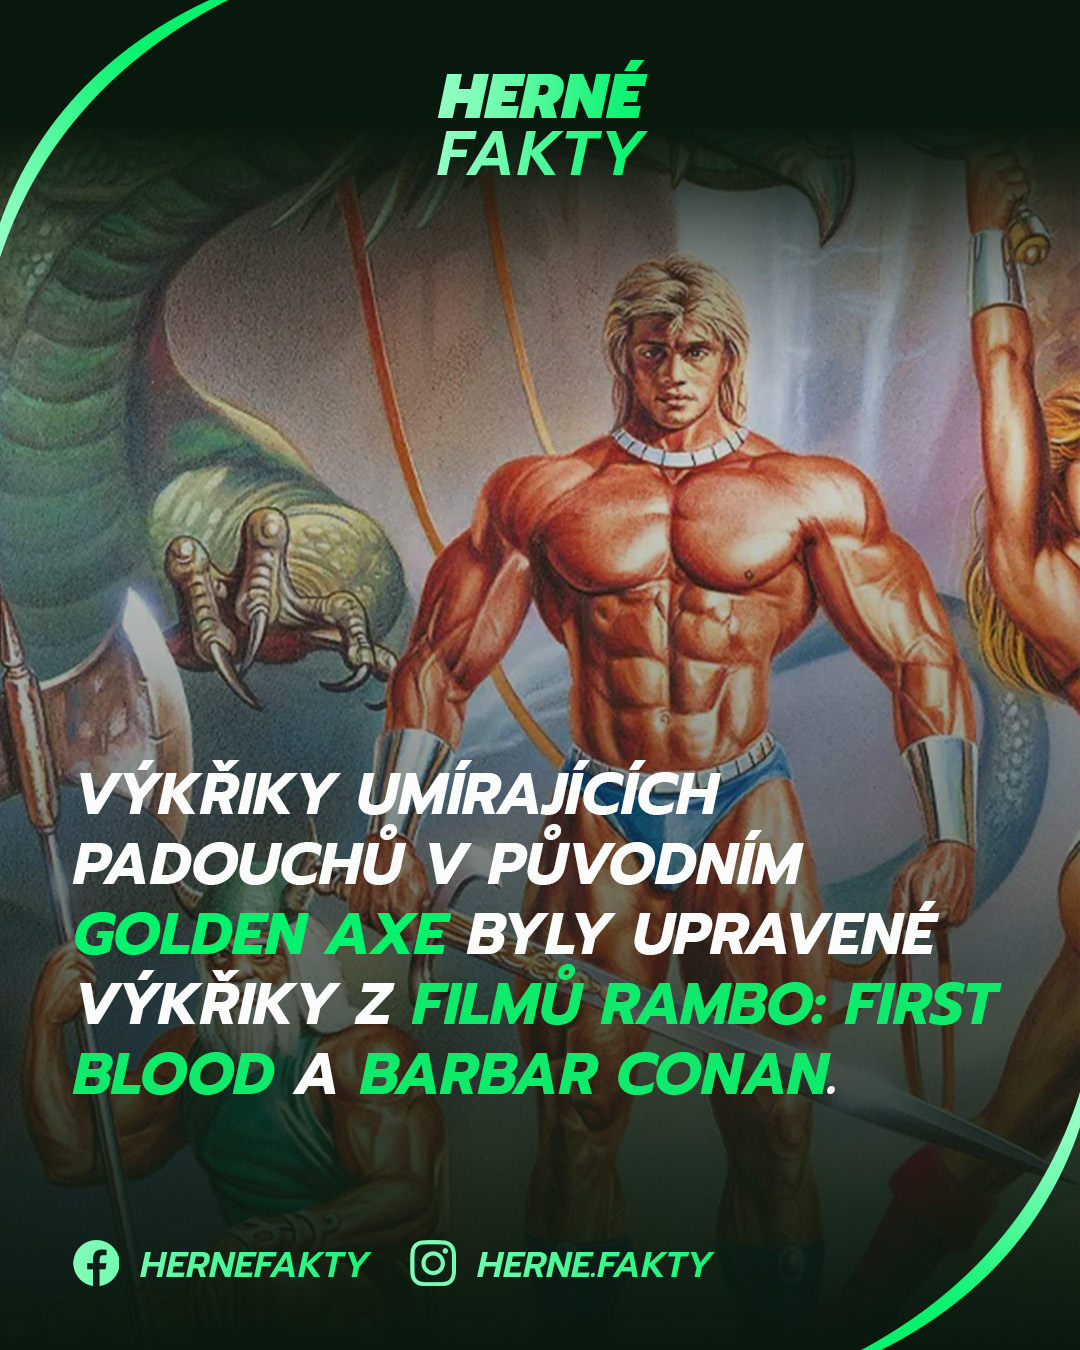 HERNÉ
FAKTY
VÝKŘIKY UMÍRAJÍCÍCH
PADOUCHŮ V PŮVODNÍM
GOLDEN AXE BYLY UPRAVENÉ
VÝKŘIKY Z FILMŮ RAMBO: FIRST
BLOOD A BARBAR CONAN.
HERNEFAKTY HERNE.FAKTY